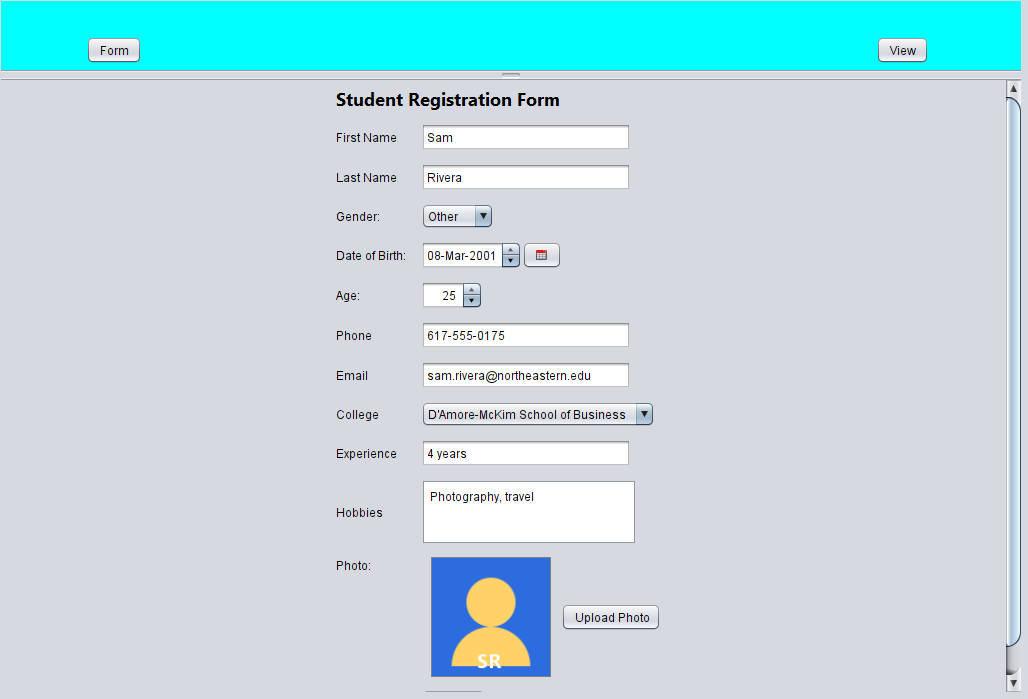 Form View
Student Registration Form
First Name Sam
Last Name Rivera
Gender: Other
Date of Birth: 08-Mar-2001
Age: 25
Phone 617-555-0175
Email sam.rivera@northeastern.edu
College D'Amore-McKim School of Business
Experience 4 years
Hobbies Photography, travel
Photo:
Upload Photo
SR